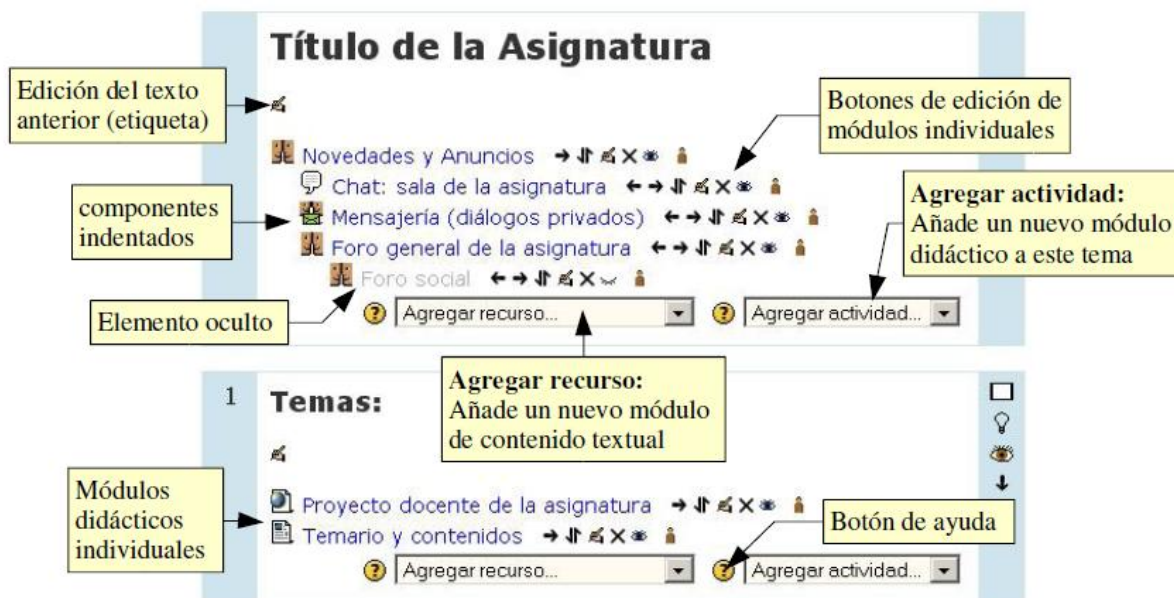 Título de la Asignatura
Edición del texto
anterior (etiqueta)
Botones de edición de
módulos individuales
Novedades y Anuncios
Chat: sala de la asignatura
componentes
indentados
Mensajería (diálogos privados)
Agregar actividad:
Añade un nuevo módulo
didáctico a este tema
Foro general de la asignatura
Foro social
Elemento oculto
? Agregar recurso...
? Agregar actividad...
Agregar recurso:
Añade un nuevo módulo
de contenido textual
1
Temas:
Módulos
didácticos
individuales
Proyecto docente de la asignatura
Temario y contenidos
Botón de ayuda
? Agregar recurso...
? Agregar actividad...